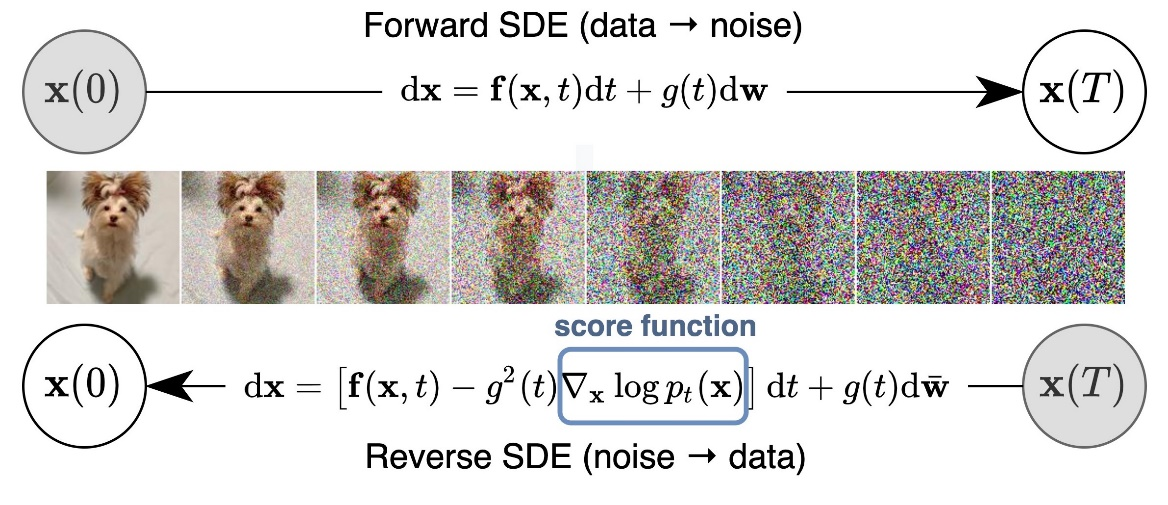 Forward SDE (data → noise)
x(0) dx = f(x, t)dt + g(t)dw x(T)
score function
x(0) dx = [f(x, t) − g²(t)∇ₓ log pₜ(x)] dt + g(t)dw̄ x(T)
Reverse SDE (noise → data)